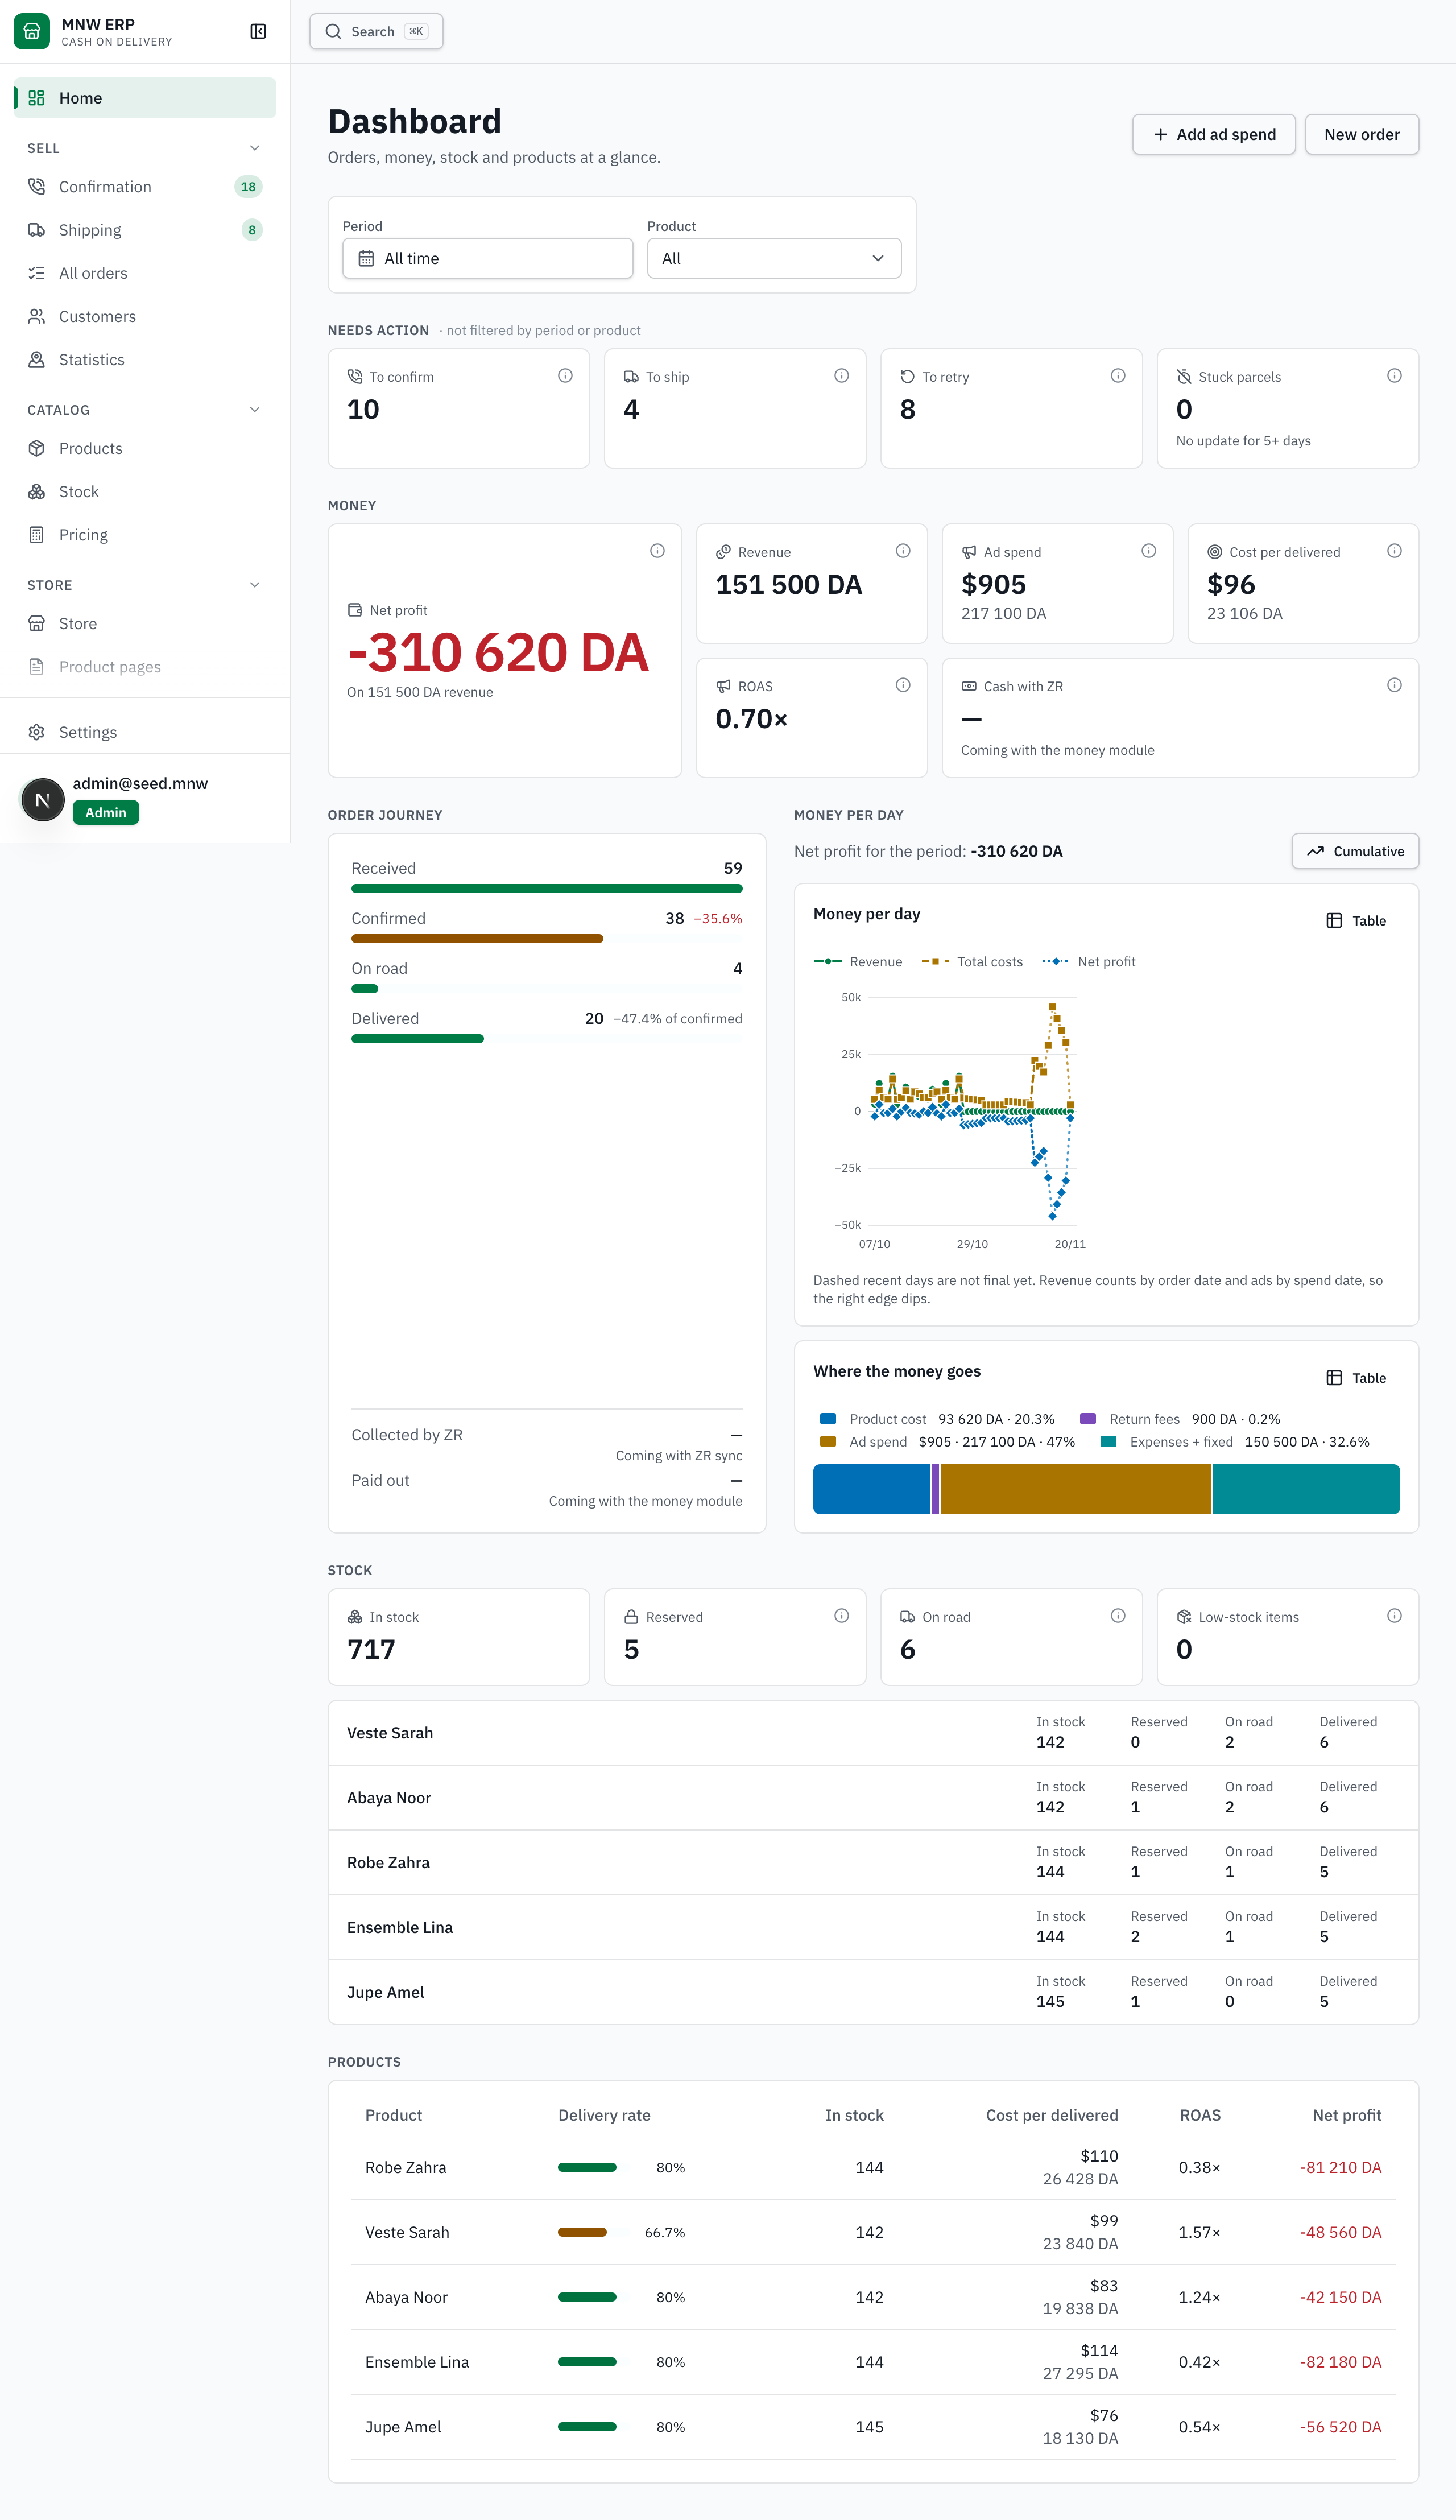 MNW ERP
CASH ON DELIVERY
Search ⌘K
Home
SELL
Confirmation 18
Shipping 8
All orders
Customers
Statistics
CATALOG
Products
Stock
Pricing
STORE
Store
Product pages
Settings
N
admin@seed.mnw
Admin
Dashboard
Orders, money, stock and products at a glance.
Add ad spend
New order
Period
All time
Product
All
NEEDS ACTION · not filtered by period or product
To confirm
10
To ship
4
To retry
8
Stuck parcels
0
No update for 5+ days
MONEY
Net profit
-310 620 DA
On 151 500 DA revenue
Revenue
151 500 DA
Ad spend
$905
217 100 DA
Cost per delivered
$96
23 106 DA
ROAS
0.70×
Cash with ZR
—
Coming with the money module
ORDER JOURNEY
Received 59
Confirmed 38 −35.6%
On road 4
Delivered 20 −47.4% of confirmed
Collected by ZR —
Coming with ZR sync
Paid out —
Coming with the money module
MONEY PER DAY
Net profit for the period: -310 620 DA
Cumulative
Money per day
Table
Revenue Total costs Net profit
50k
25k
0
−25k
−50k
07/10 29/10 20/11
Dashed recent days are not final yet. Revenue counts by order date and ads by spend date, so
the right edge dips.
Where the money goes
Table
Product cost 93 620 DA · 20.3% Return fees 900 DA · 0.2%
Ad spend $905 · 217 100 DA · 47% Expenses + fixed 150 500 DA · 32.6%
STOCK
In stock
717
Reserved
5
On road
6
Low-stock items
0
Veste Sarah
In stock Reserved On road Delivered
142 0 2 6
Abaya Noor
In stock Reserved On road Delivered
142 1 2 6
Robe Zahra
In stock Reserved On road Delivered
144 1 1 5
Ensemble Lina
In stock Reserved On road Delivered
144 2 1 5
Jupe Amel
In stock Reserved On road Delivered
145 1 0 5
PRODUCTS
Product Delivery rate In stock Cost per delivered ROAS Net profit
Robe Zahra 80% 144 $110 0.38× -81 210 DA
26 428 DA
Veste Sarah 66.7% 142 $99 1.57× -48 560 DA
23 840 DA
Abaya Noor 80% 142 $83 1.24× -42 150 DA
19 838 DA
Ensemble Lina 80% 144 $114 0.42× -82 180 DA
27 295 DA
Jupe Amel 80% 145 $76 0.54× -56 520 DA
18 130 DA